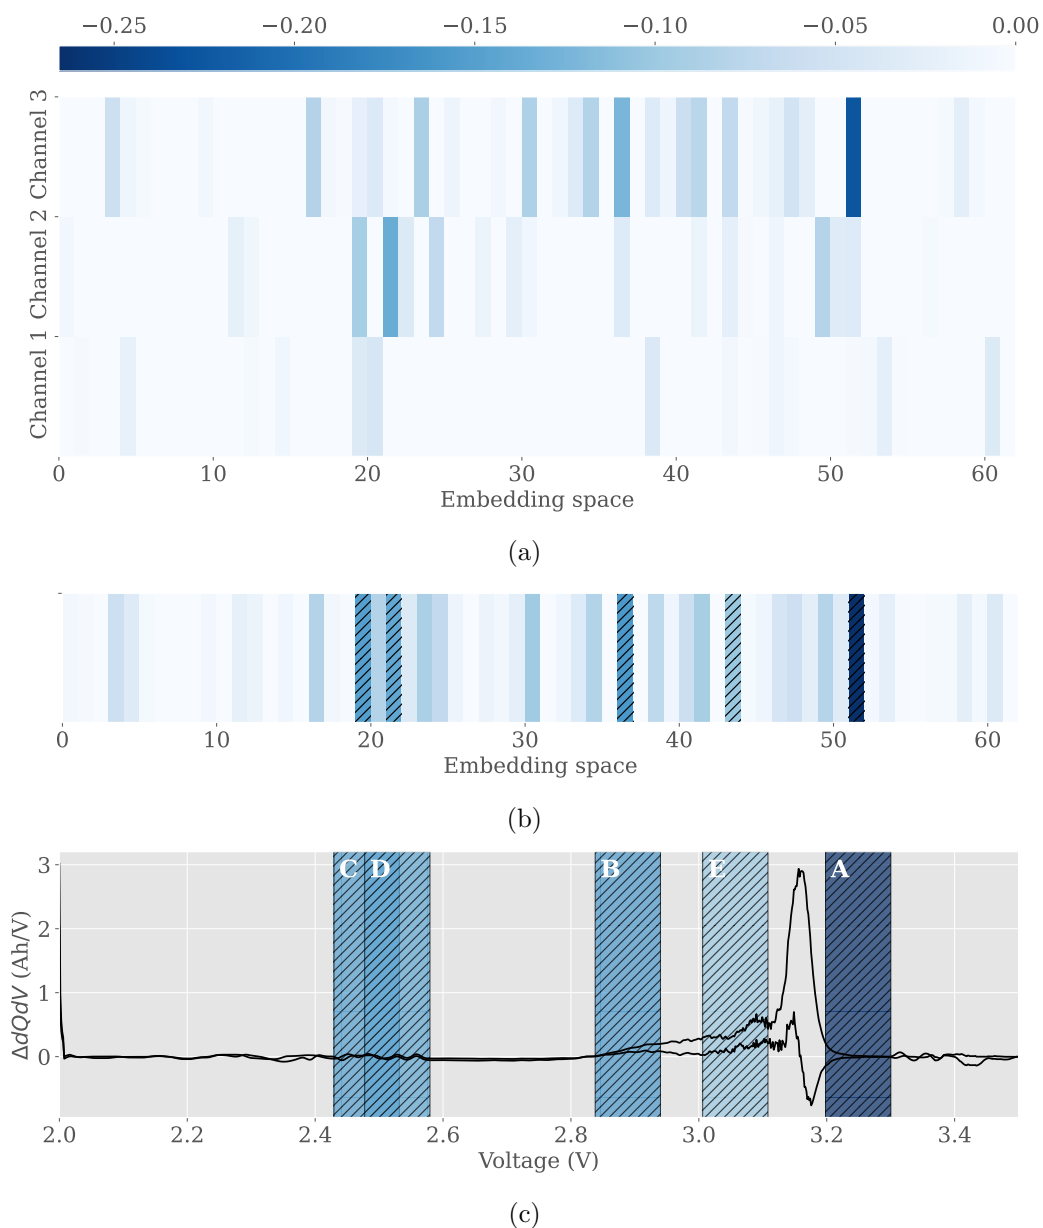 −0.25 −0.20 −0.15 −0.10 −0.05 0.00
Channel 3
Channel 2
Channel 1
0 10 20 30 40 50 60
Embedding space
(a)
0 10 20 30 40 50 60
Embedding space
(b)
C D B E A
3
2
1
0
ΔdQdV (Ah/V)
2.0 2.2 2.4 2.6 2.8 3.0 3.2 3.4
Voltage (V)
(c)